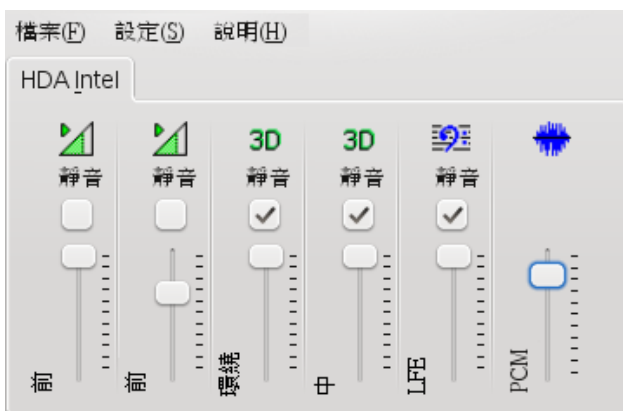 檔案(F) 設定(S) 說明(H)
HDA Intel
3D 3D
靜音 靜音 靜音 靜音 靜音
前 前 環繞 中 LFE PCM